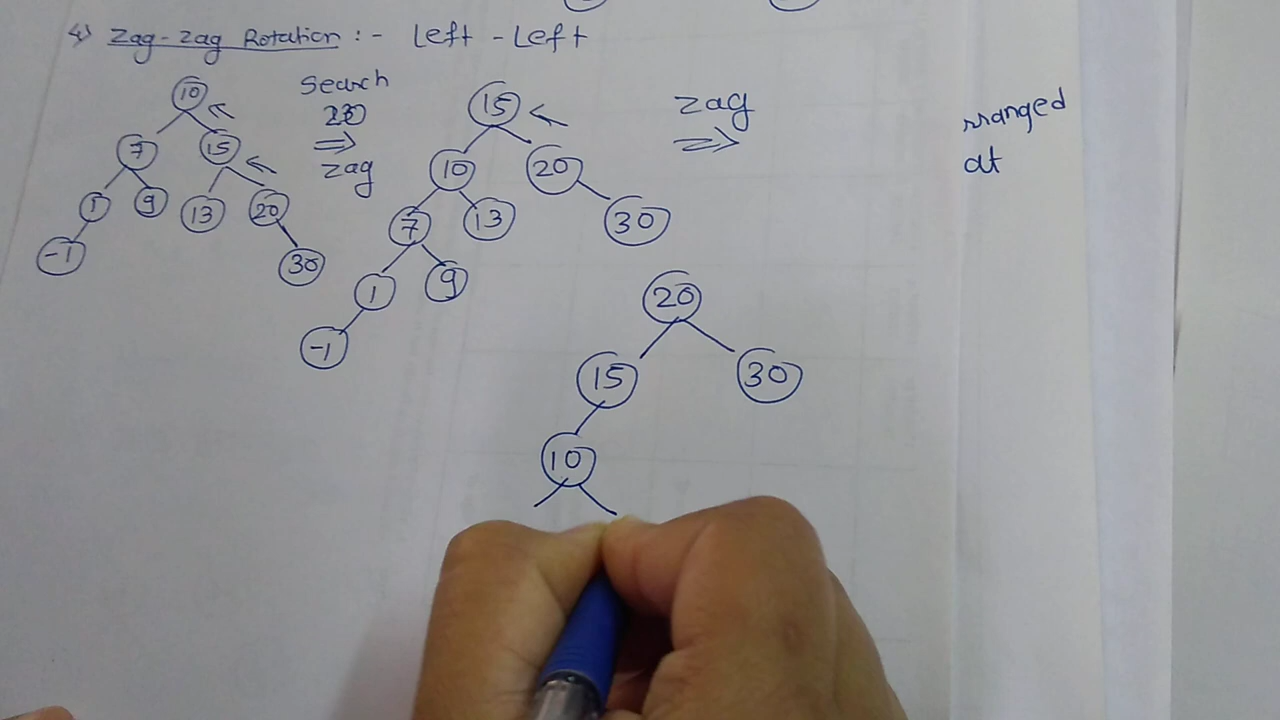 4) Zag-Zag Rotation :- Left - Left
10
7 15
1 9 13 20
-1 30
Search
⇒
zag
15
10 20
7 13 30
1 9
-1
zag
⇒
rranged
at
20
15 30
10